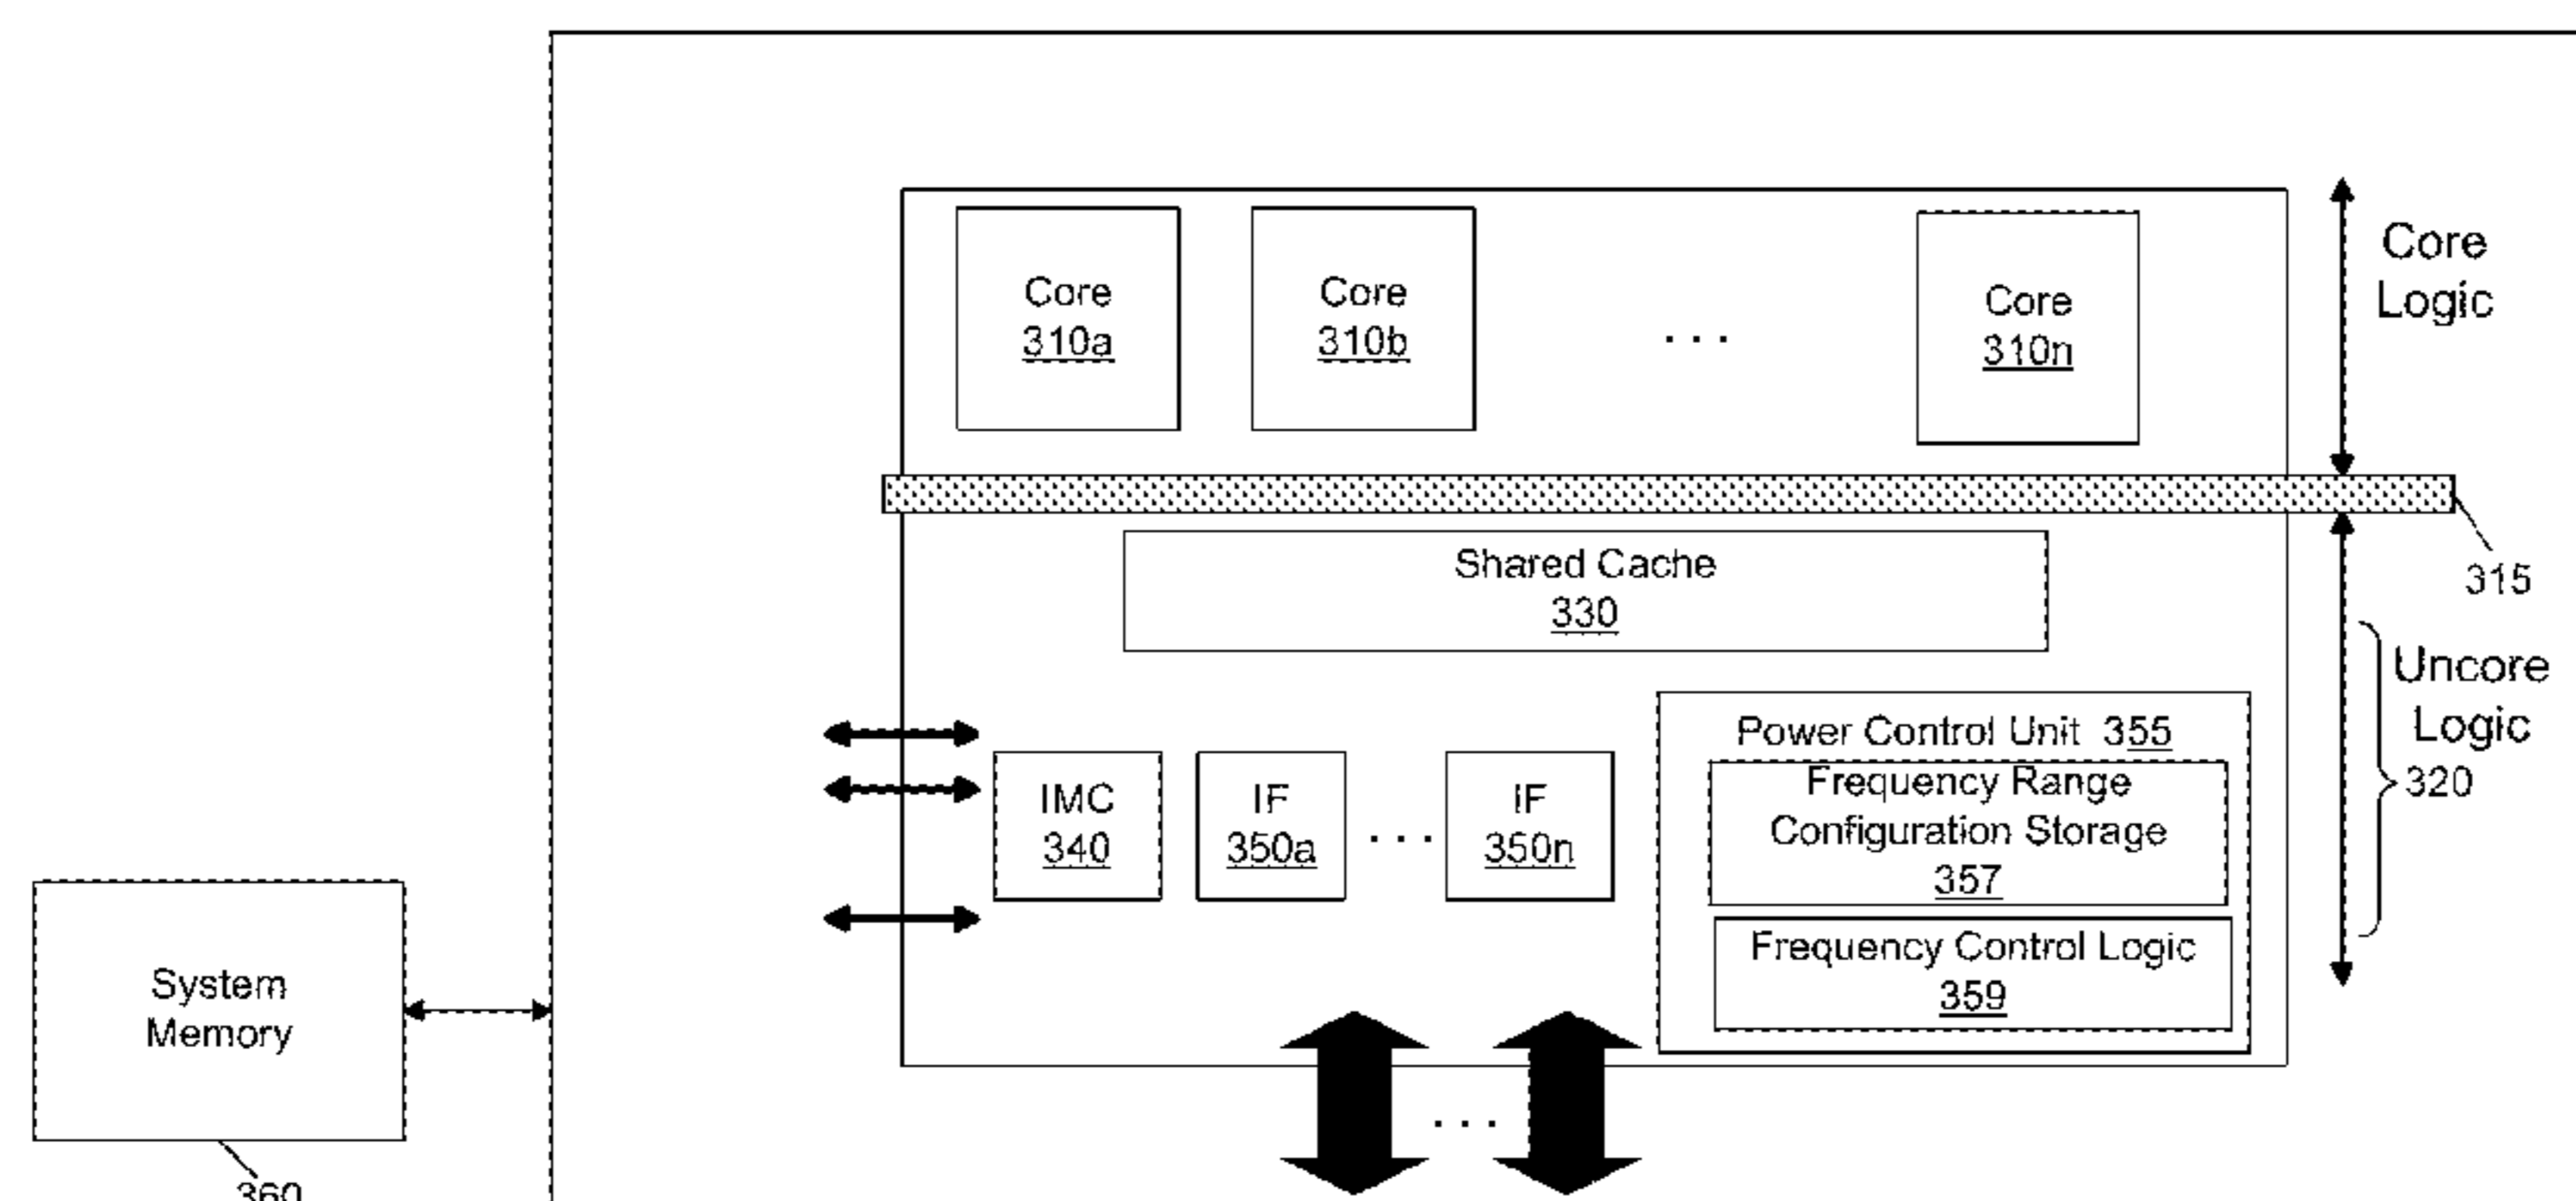 Core
310a
Core
310b
. . .
Core
310n
Core
Logic
315
Shared Cache
330
Uncore
Logic
320
Power Control Unit 355
Frequency Range
Configuration Storage
357
Frequency Control Logic
359
IMC
340
IF
350a
. . .
IF
350n
System
Memory
360
. . .